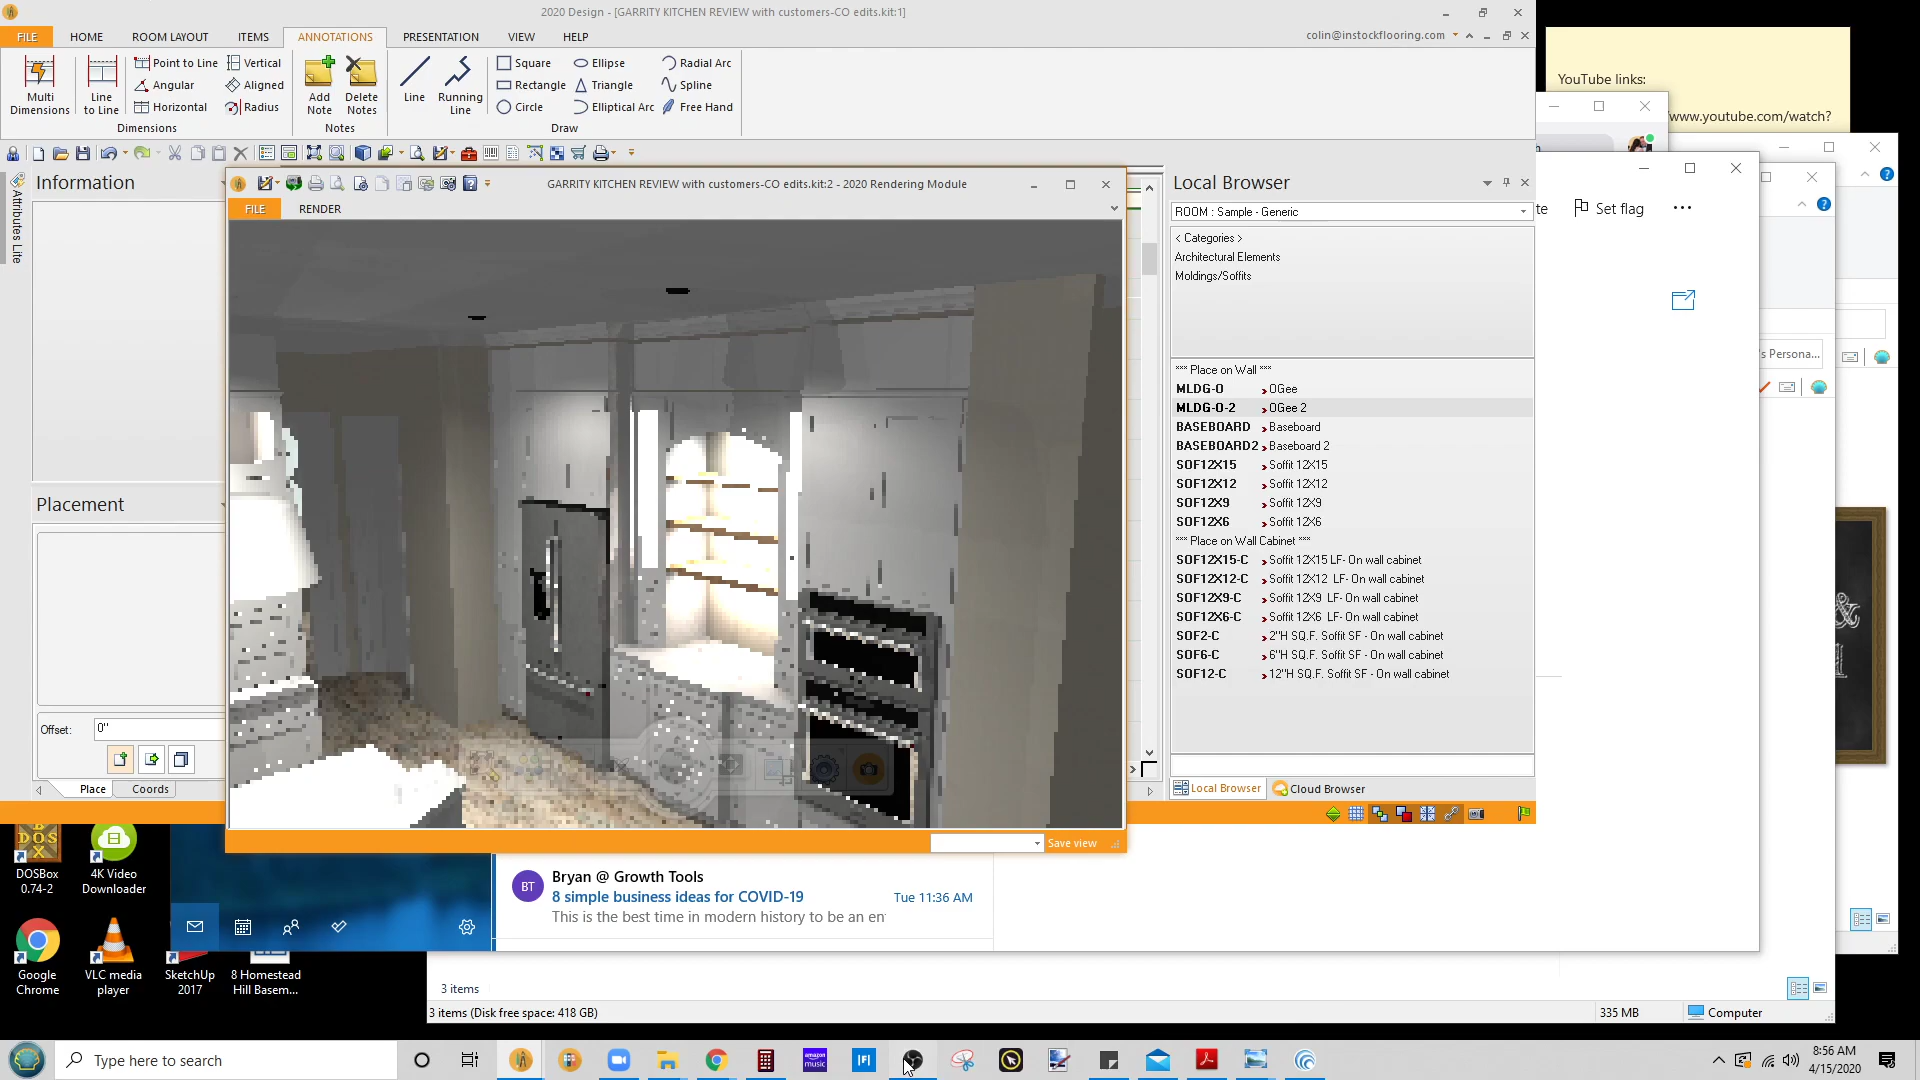 2020 Design - [GARRITY KITCHEN REVIEW with customers-CO edits.kit:1]
FILE HOME ROOM LAYOUT ITEMS ANNOTATIONS PRESENTATION VIEW HELP
colin@instockflooring.com
Multi Dimensions
Line to Line
Point to Line
Angular
Horizontal
Vertical
Aligned
Radius
Dimensions
Add Note
Delete Notes
Notes
Line
Running Line
Square
Rectangle
Circle
Ellipse
Triangle
Elliptical Arc
Radial Arc
Spline
Free Hand
Draw
YouTube links:
www.youtube.com/watch?
Information
Attributes Lite
Placement
Offset: 0"
Place Coords
GARRITY KITCHEN REVIEW with customers-CO edits.kit:2 - 2020 Rendering Module
FILE RENDER
Save view
Local Browser
ROOM : Sample - Generic
< Categories >
Architectural Elements
Moldings/Soffits
*** Place on Wall ***
MLDG-O OGee
MLDG-O-2 OGee 2
BASEBOARD Baseboard
BASEBOARD2 Baseboard 2
SOF12X15 Soffit 12X15
SOF12X12 Soffit 12X12
SOF12X9 Soffit 12X9
SOF12X6 Soffit 12X6
*** Place on Wall Cabinet ***
SOF12X15-C Soffit 12X15 LF- On wall cabinet
SOF12X12-C Soffit 12X12 LF- On wall cabinet
SOF12X9-C Soffit 12X9 LF- On wall cabinet
SOF12X6-C Soffit 12X6 LF- On wall cabinet
SOF2-C 2"H SQ.F. Soffit SF - On wall cabinet
SOF6-C 6"H SQ.F. Soffit SF - On wall cabinet
SOF12-C 12"H SQ.F. Soffit SF - On wall cabinet
Local Browser Cloud Browser
te Set flag
's Persona...
&
DOSBox 0.74-2
4K Video Downloader
Google Chrome
VLC media player
SketchUp 2017
8 Homestead Hill Basem...
BT
Bryan @ Growth Tools
8 simple business ideas for COVID-19 Tue 11:36 AM
This is the best time in modern history to be an en
3 items
3 items (Disk free space: 418 GB) 335 MB Computer
Type here to search
amazon music
8:56 AM
4/15/2020